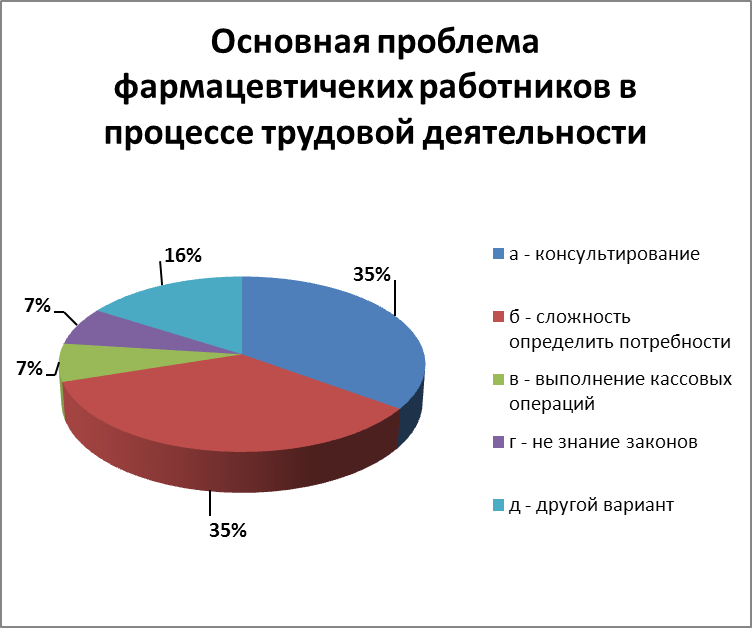 Основная проблема
фармацевтичеких работников в
процессе трудовой деятельности
16%
35%
7%
7%
35%
а - консультирование
б - сложность
определить потребности
в - выполнение кассовых
операций
г - не знание законов
д - другой вариант